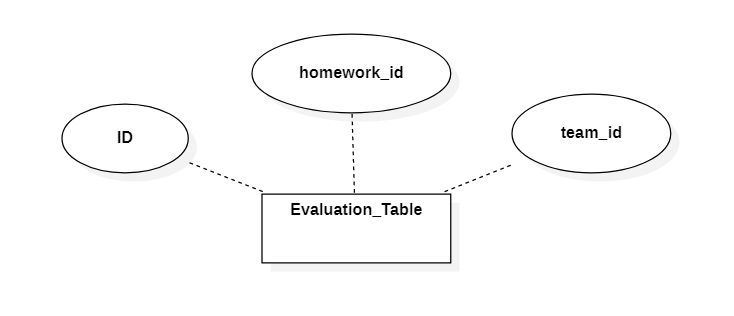 homework_id
ID
team_id
Evaluation_Table